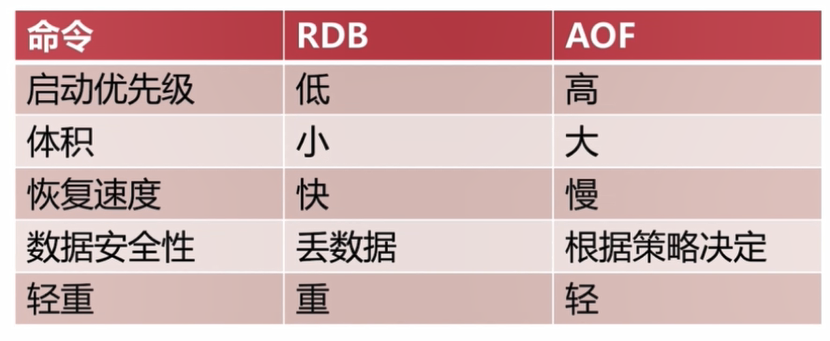 命令 RDB AOF
启动优先级 低 高
体积 小 大
恢复速度 快 慢
数据安全性 丢数据 根据策略决定
轻重 重 轻